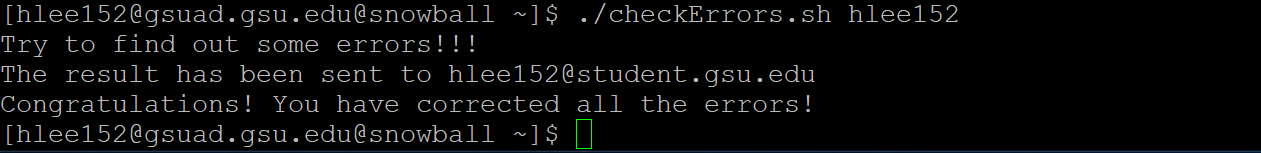 [hlee152@gsuad.gsu.edu@snowball ~]$ ./checkErrors.sh hlee152
Try to find out some errors!!!
The result has been sent to hlee152@student.gsu.edu
Congratulations! You have corrected all the errors!
[hlee152@gsuad.gsu.edu@snowball ~]$